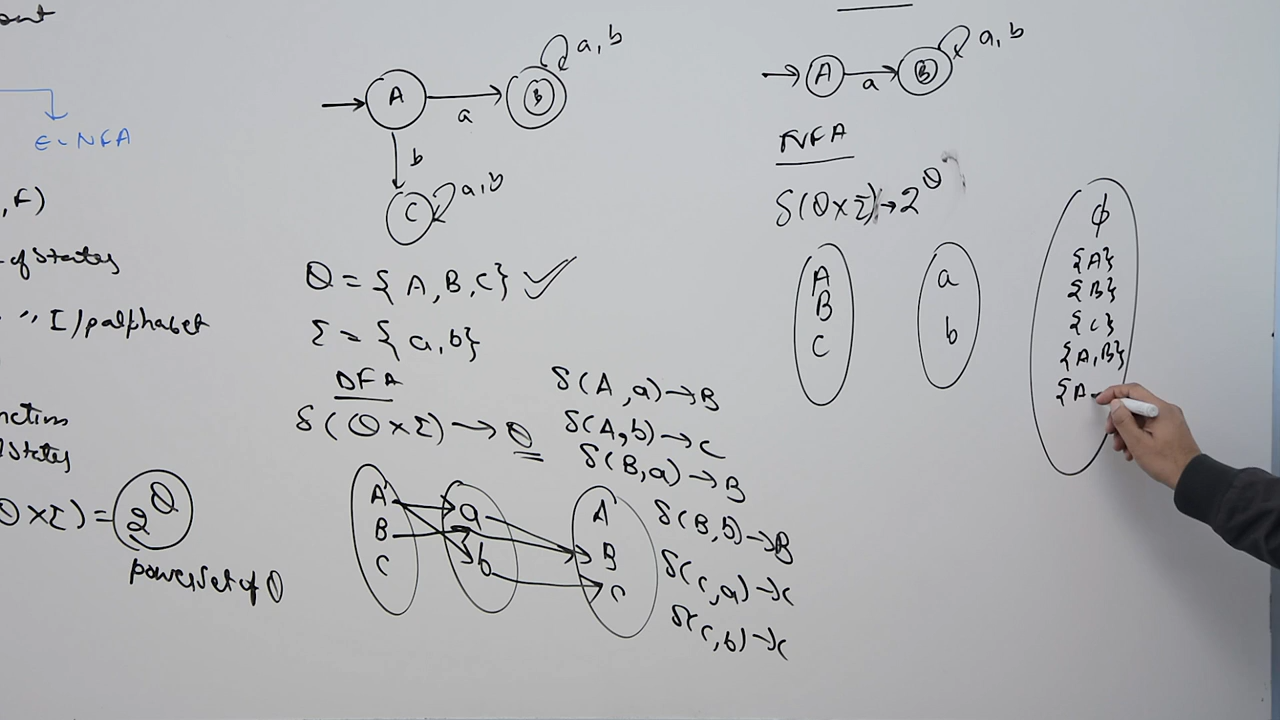 E-NFA
, F)
of states
" I/p alphabet
nction
states
Q × Σ) = 2^Q
powerset of Q
A
a
B
a, b
b
C
a, b
Q = { A, B, C } ✓
Σ = { a, b}
DFA
δ ( Q × Σ) → Q
A
B
C
a
b
A
B
C
δ(A, a) → B
δ(A, b) → C
δ(B, a) → B
δ(B, b) → B
δ(C, a) → C
δ(C, b) → C
A
a
B
a, b
NFA
δ(Q × Σ) → 2^Q
A
B
C
a
b
ϕ
{A}
{B}
{C}
{A, B}
{A